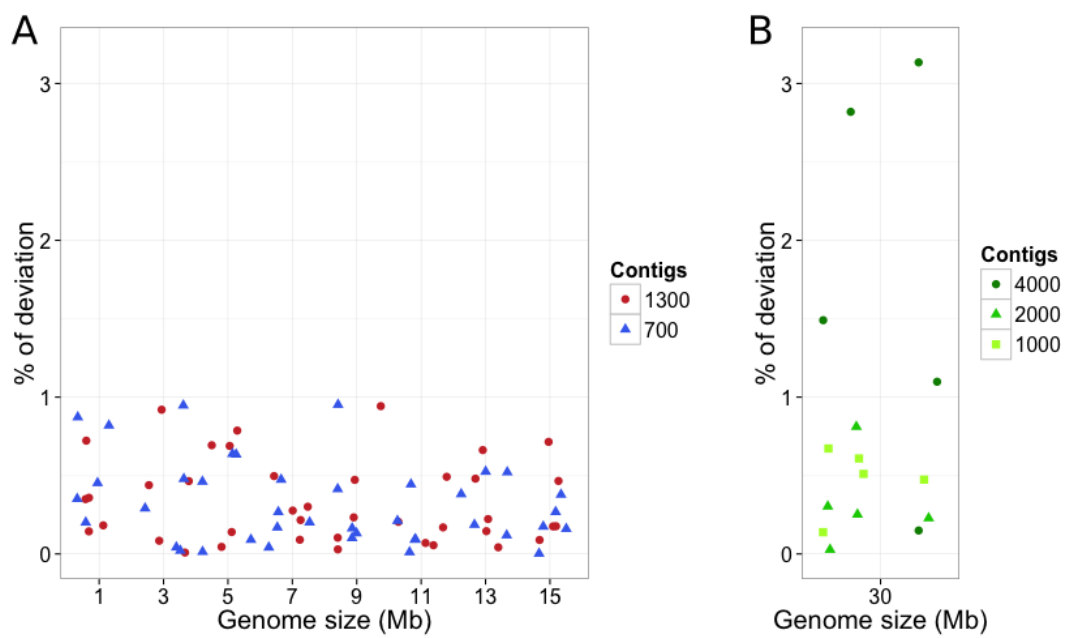 A
% of deviation
3
2
1
0
1 3 5 7 9 11 13 15
Genome size (Mb)
Contigs
1300
700
B
% of deviation
3
2
1
0
30
Genome size (Mb)
Contigs
4000
2000
1000